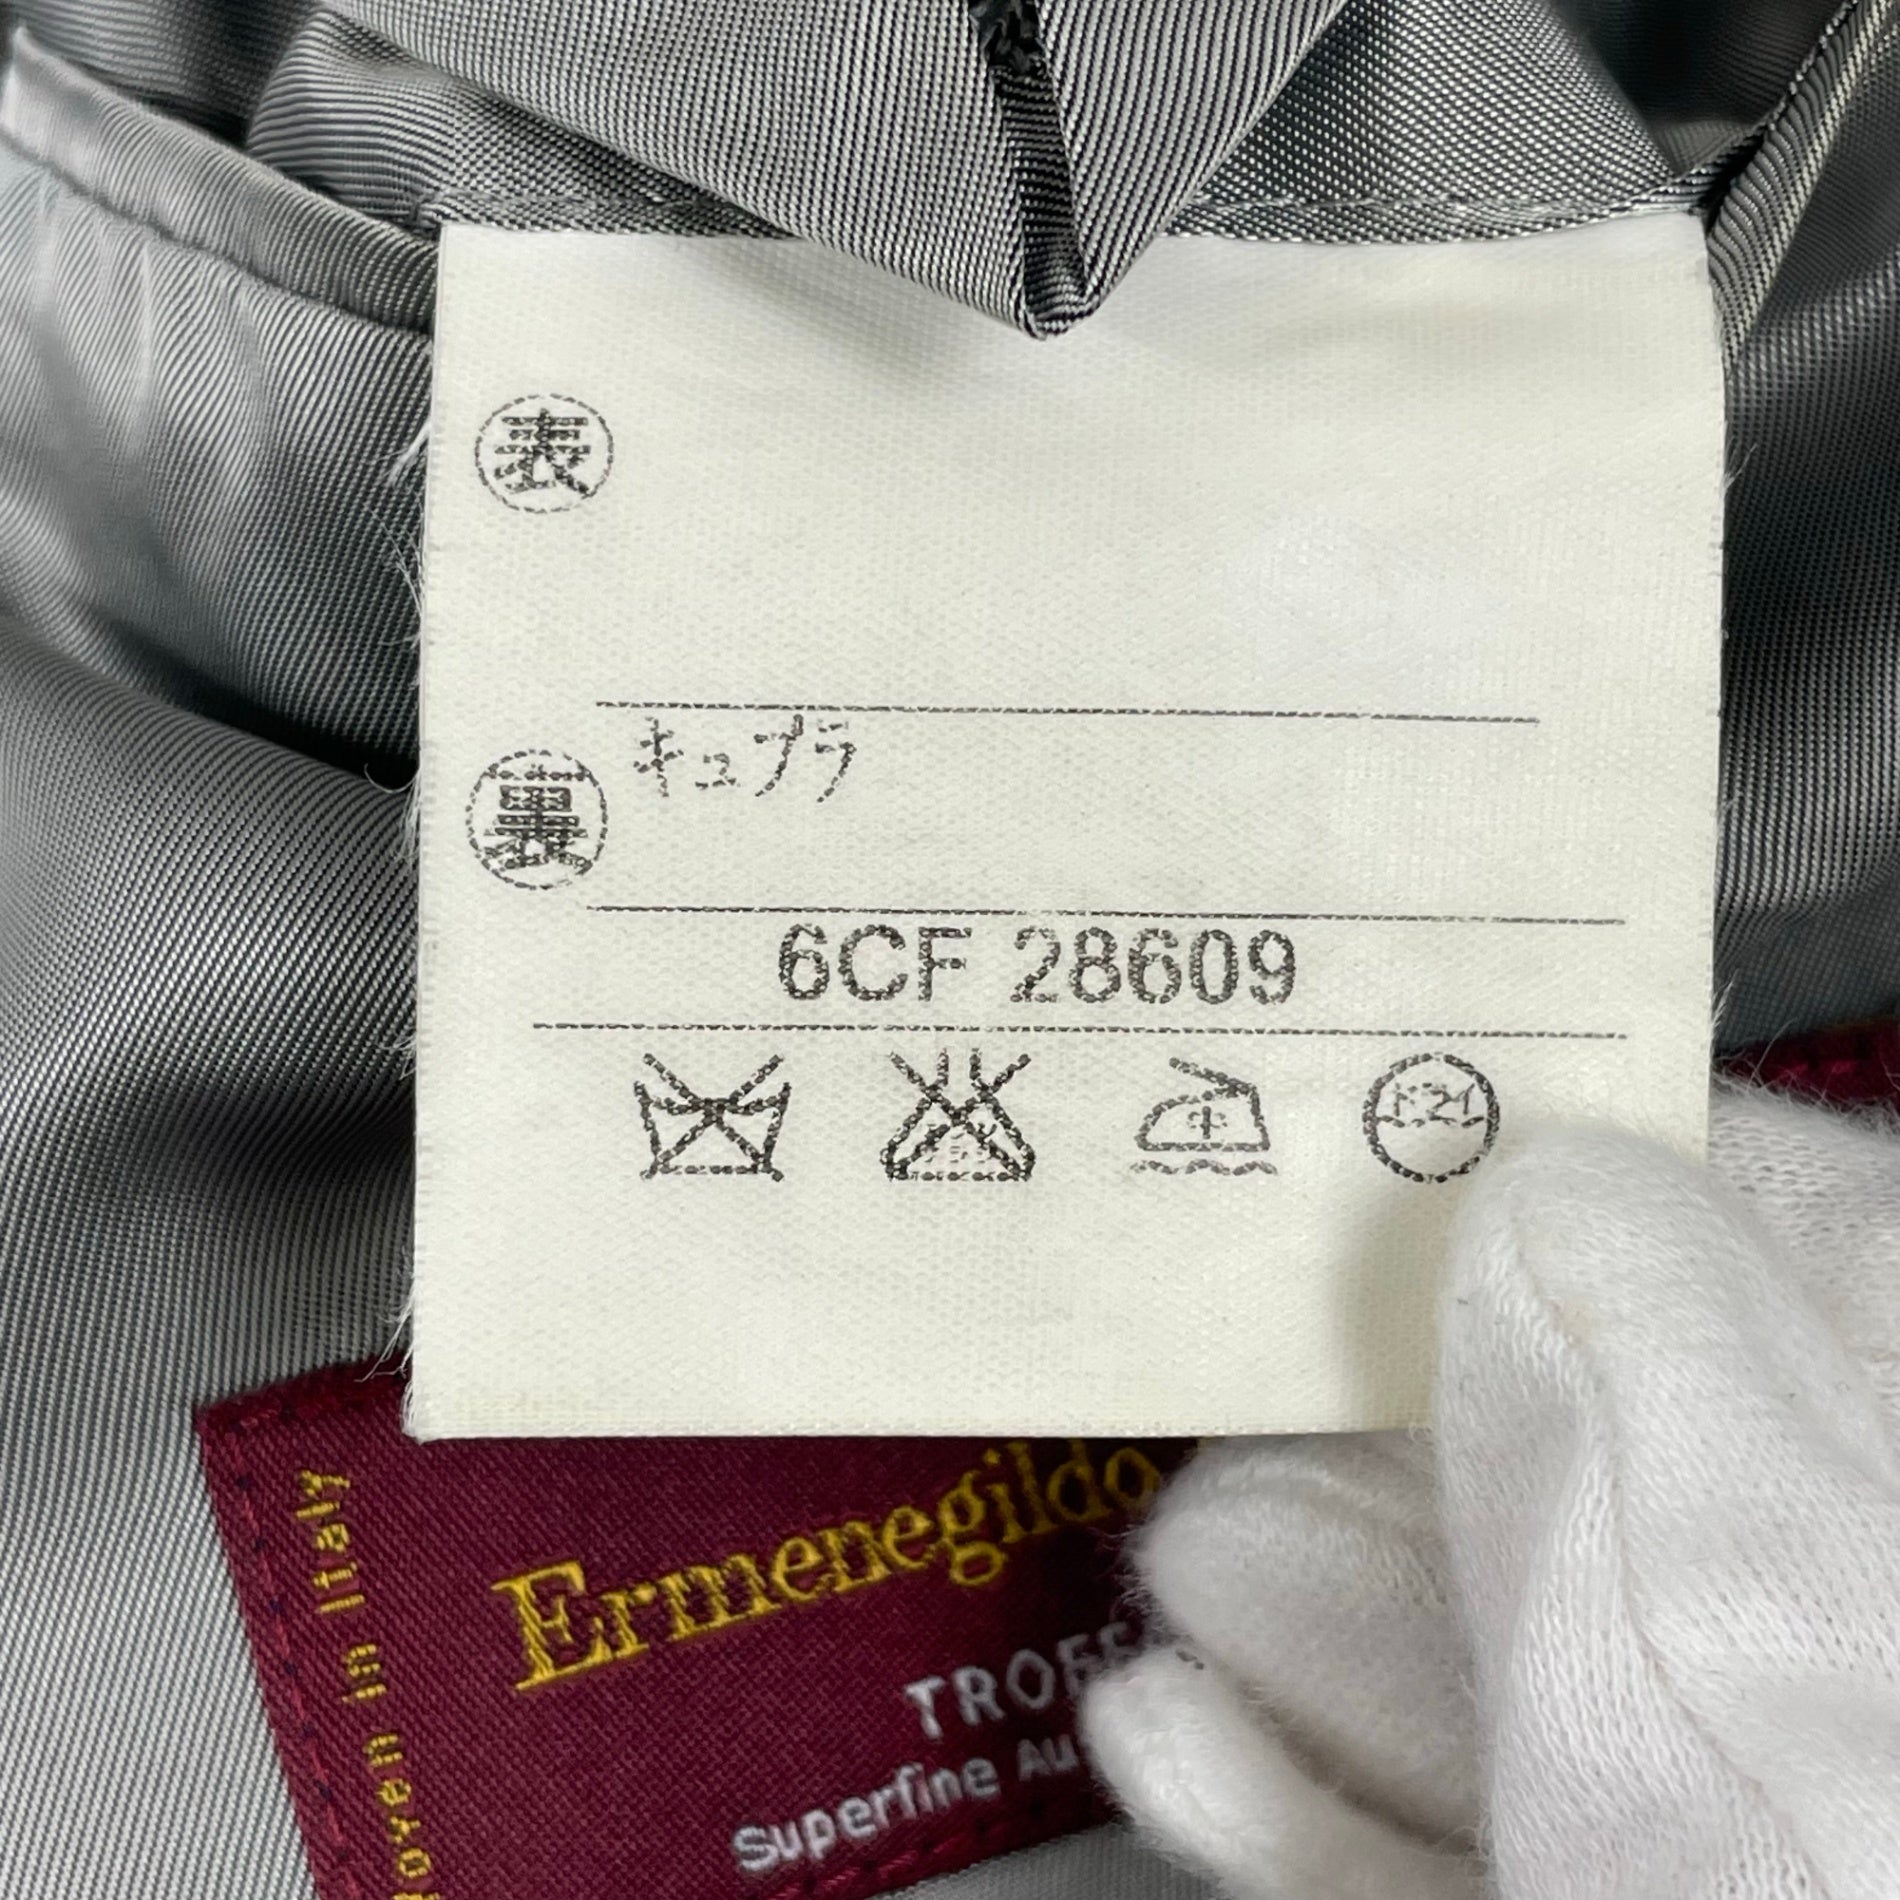 表
キュプラ
裏
6CF 28609
Woven in Italy
Ermenegildo
TROFE
Superfine Au